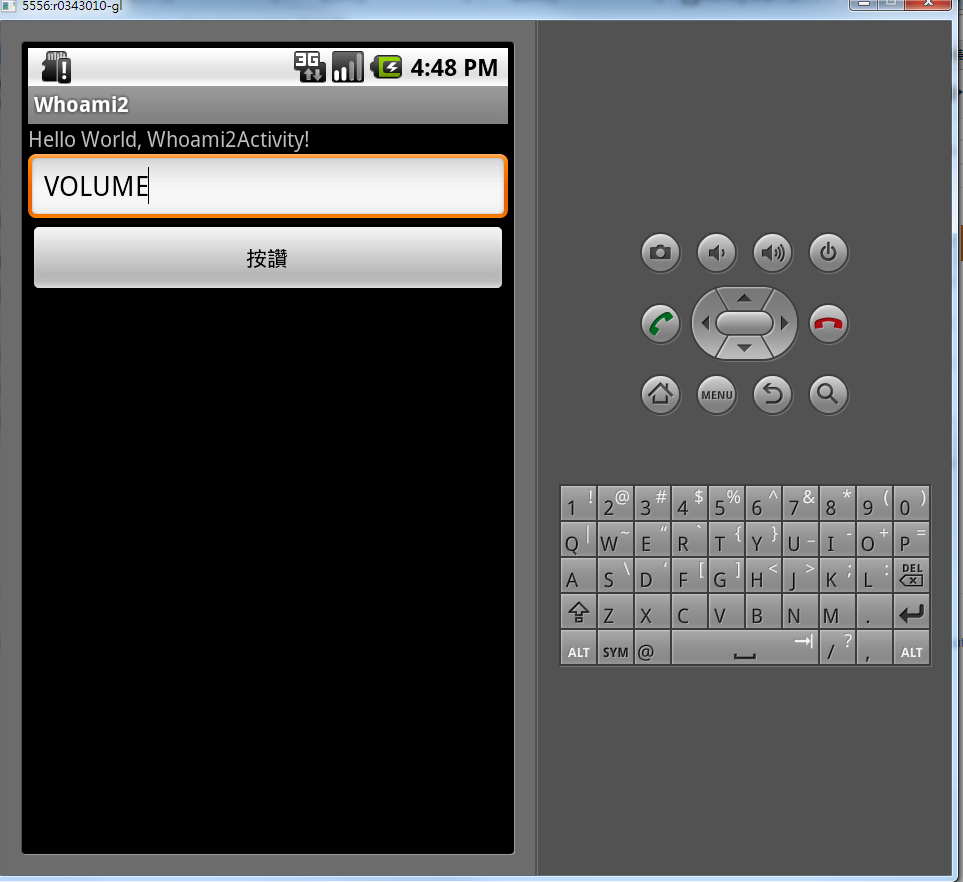 5556:r0343010-gl
3G 4:48 PM
Whoami2
Hello World, Whoami2Activity!
VOLUME
按讚
MENU
1 ! 2 @ 3 # 4 $ 5 % 6 ^ 7 & 8 * 9 ( 0 )
Q | W ~ E “ R ` T { Y } U _ I - O + P =
A S \ D ‘ F [ G ] H < J > K ; L : DEL
Z X C V B N M .
ALT SYM @ / ? , ALT